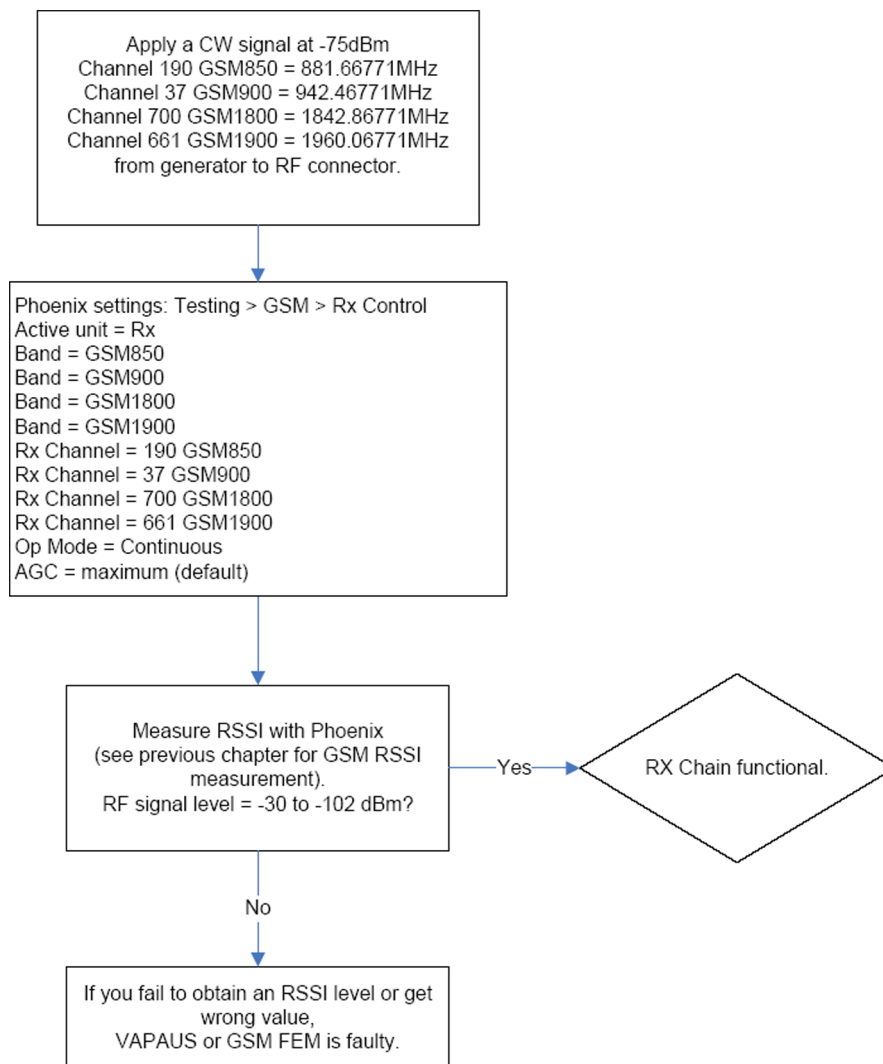 Apply a CW signal at -75dBm
Channel 190 GSM850 = 881.66771MHz
Channel 37 GSM900 = 942.46771MHz
Channel 700 GSM1800 = 1842.86771MHz
Channel 661 GSM1900 = 1960.06771MHz
from generator to RF connector.
Phoenix settings: Testing > GSM > Rx Control
Active unit = Rx
Band = GSM850
Band = GSM900
Band = GSM1800
Band = GSM1900
Rx Channel = 190 GSM850
Rx Channel = 37 GSM900
Rx Channel = 700 GSM1800
Rx Channel = 661 GSM1900
Op Mode = Continuous
AGC = maximum (default)
Measure RSSI with Phoenix
(see previous chapter for GSM RSSI
measurement).
RF signal level = -30 to -102 dBm?
Yes
RX Chain functional.
No
If you fail to obtain an RSSI level or get
wrong value,
VAPAUS or GSM FEM is faulty.